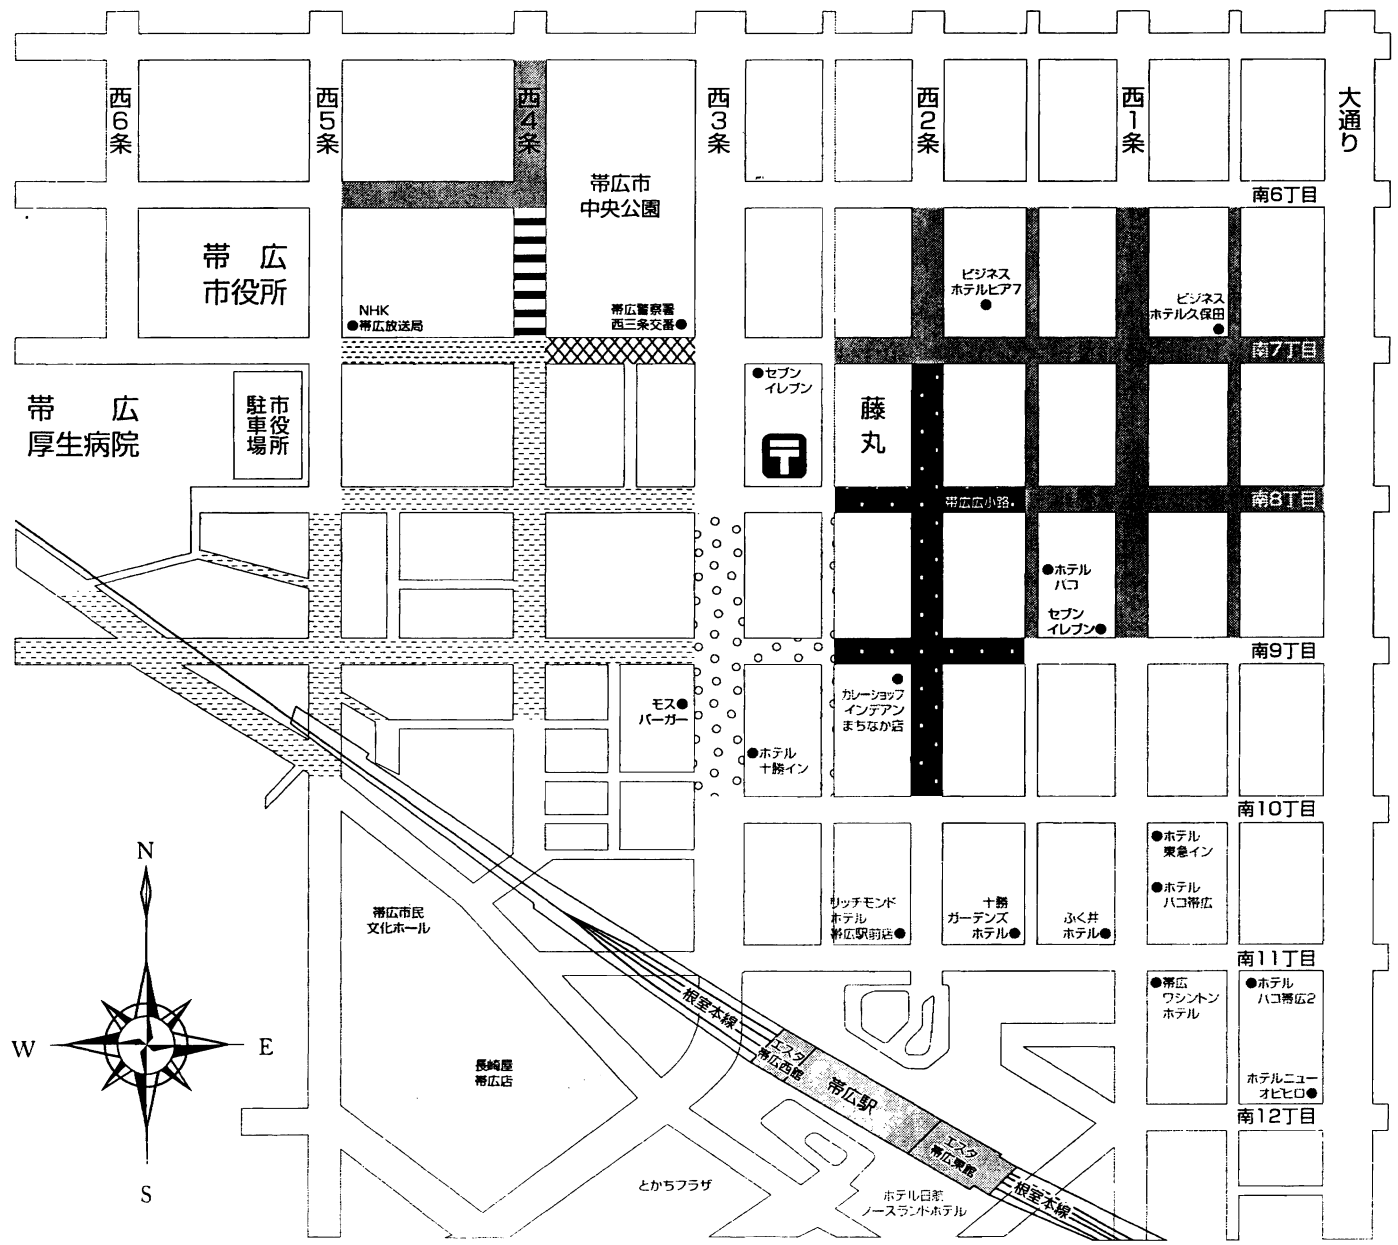 西6条
西5条
西4条
西3条
西2条
西1条
大通り
帯広市
中央公園
南6丁目
帯 広
市役所
NHK
帯広放送局
帯広警察署
西三条交番
ビジネス
ホテルピア7
ビジネス
ホテル久保田
南7丁目
帯 広
厚生病院
市役所
駐車場
セブン
イレブン
藤丸
帯広広小路
南8丁目
ホテル
パコ
セブン
イレブン
南9丁目
モス
バーガー
ホテル
十勝イン
カレーショップ
インデアン
まちなか店
南10丁目
ホテル
東急イン
ホテル
パコ帯広
リッチモンド
ホテル
帯広駅前店
十勝
ガーデンズ
ホテル
ふく井
ホテル
南11丁目
帯広市民
文化ホール
帯広
ワシントン
ホテル
ホテル
パコ帯広2
根室本線
エスタ
帯広西館
帯広駅
エスタ
帯広東館
根室本線
長崎屋
帯広店
ホテルニュー
オビヒロ
南12丁目
とかちプラザ
ホテル日航
ノースランドホテル
N
W
E
S